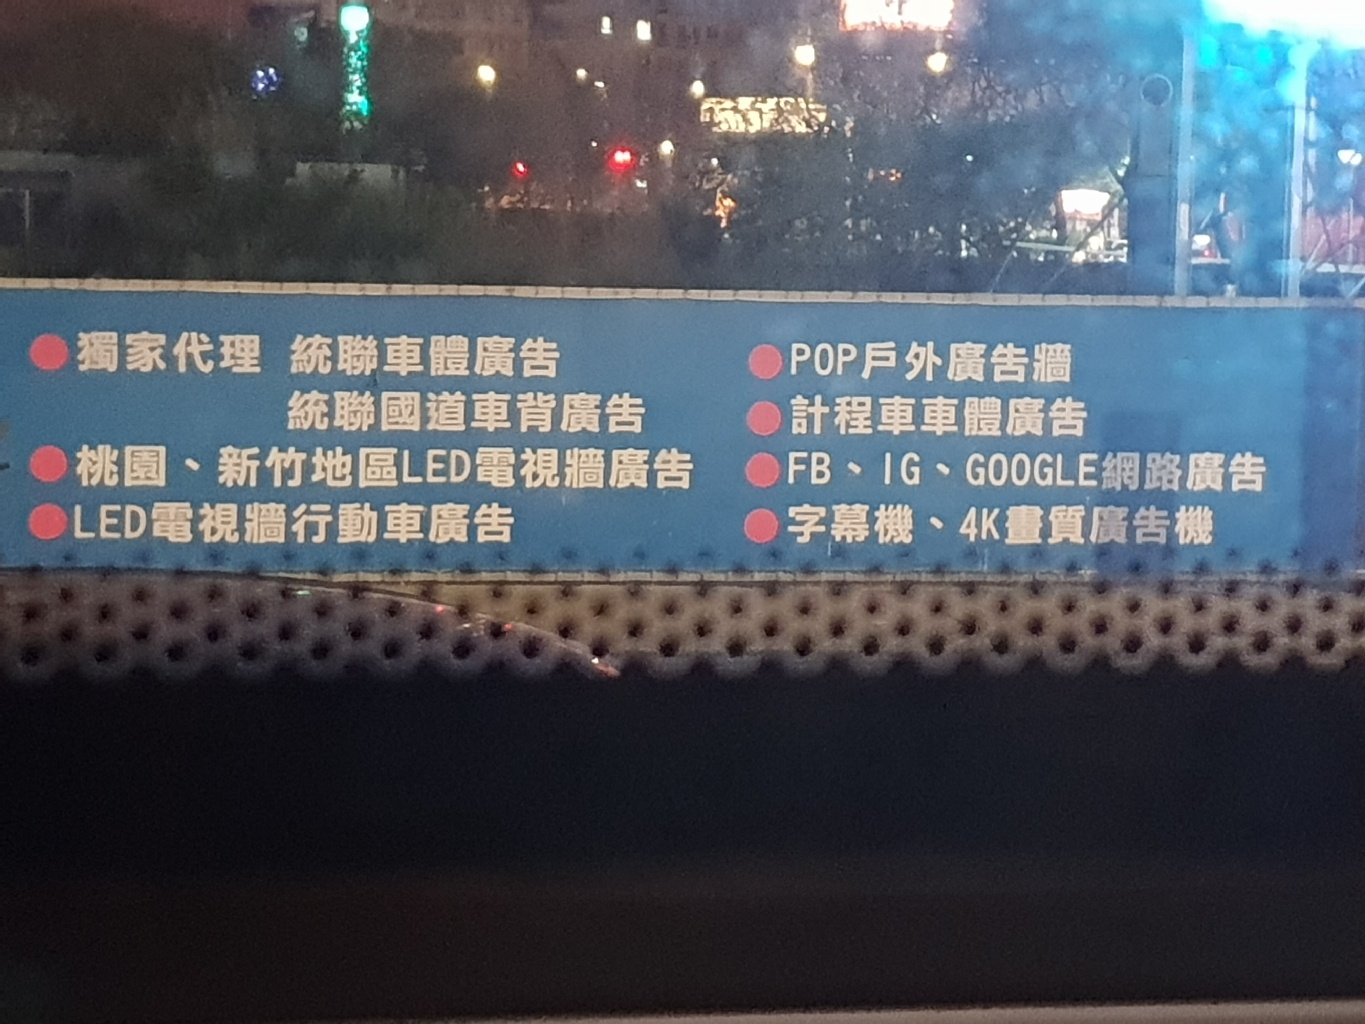 ●獨家代理 統聯車體廣告
統聯國道車背廣告
●桃園、新竹地區LED電視牆廣告
●LED電視牆行動車廣告
●POP戶外廣告牆
●計程車車體廣告
●FB、IG、GOOGLE網路廣告
●字幕機、4K畫質廣告機